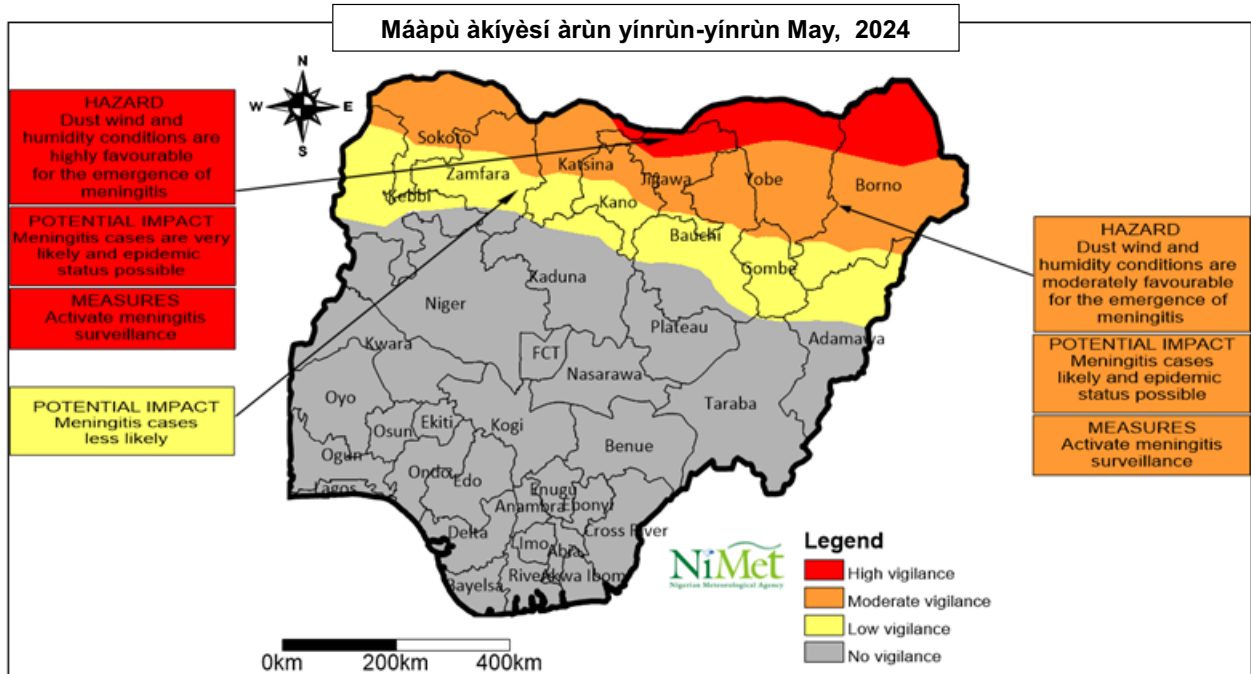 Máàpù àkíyèsí àrùn yínrùn-yínrùn May, 2024
HAZARD
Dust wind and
humidity conditions are
highly favourable
for the emergence of
meningitis
POTENTIAL IMPACT
Meningitis cases are very
likely and epidemic
status possible
MEASURES
Activate meningitis
surveillance
POTENTIAL IMPACT
Meningitis cases
less likely
N
W E
S
Sokoto
Zamfara
Kebbi
Katsina
Jigawa
Kano
Yobe
Borno
Bauchi
Gombe
Kaduna
Niger
Plateau
Adamawa
Kwara
FCT
Nasarawa
Taraba
Oyo
Osun
Ekiti
Kogi
Benue
Ogun
Lagos
Ondo
Edo
Enugu
Anambra
Ebonyi
Cross River
Delta
Imo
Abia
Bayelsa
Rivers
Akwa Ibom
HAZARD
Dust wind and
humidity conditions are
moderately favourable
for the emergence of
meningitis
POTENTIAL IMPACT
Meningitis cases
likely and epidemic
status possible
MEASURES
Activate meningitis
surveillance
NiMet
Nigerian Meteorological Agency
Legend
High vigilance
Moderate vigilance
Low vigilance
No vigilance
0km 200km 400km